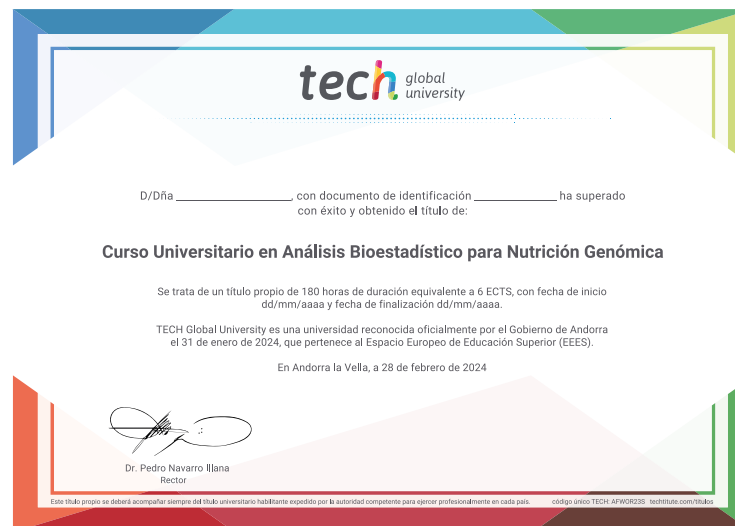 tech global university
D/Dña ____________________, con documento de identificación ______________ ha superado
con éxito y obtenido el título de:
Curso Universitario en Análisis Bioestadístico para Nutrición Genómica
Se trata de un título propio de 180 horas de duración equivalente a 6 ECTS, con fecha de inicio
dd/mm/aaaa y fecha de finalización dd/mm/aaaa.
TECH Global University es una universidad reconocida oficialmente por el Gobierno de Andorra
el 31 de enero de 2024, que pertenece al Espacio Europeo de Educación Superior (EEES).
En Andorra la Vella, a 28 de febrero de 2024
Dr. Pedro Navarro Illana
Rector
Este título propio se deberá acompañar siempre del título universitario habilitante expedido por la autoridad competente para ejercer profesionalmente en cada país. código único TECH: AFWOR23S techtitute.com/titulos